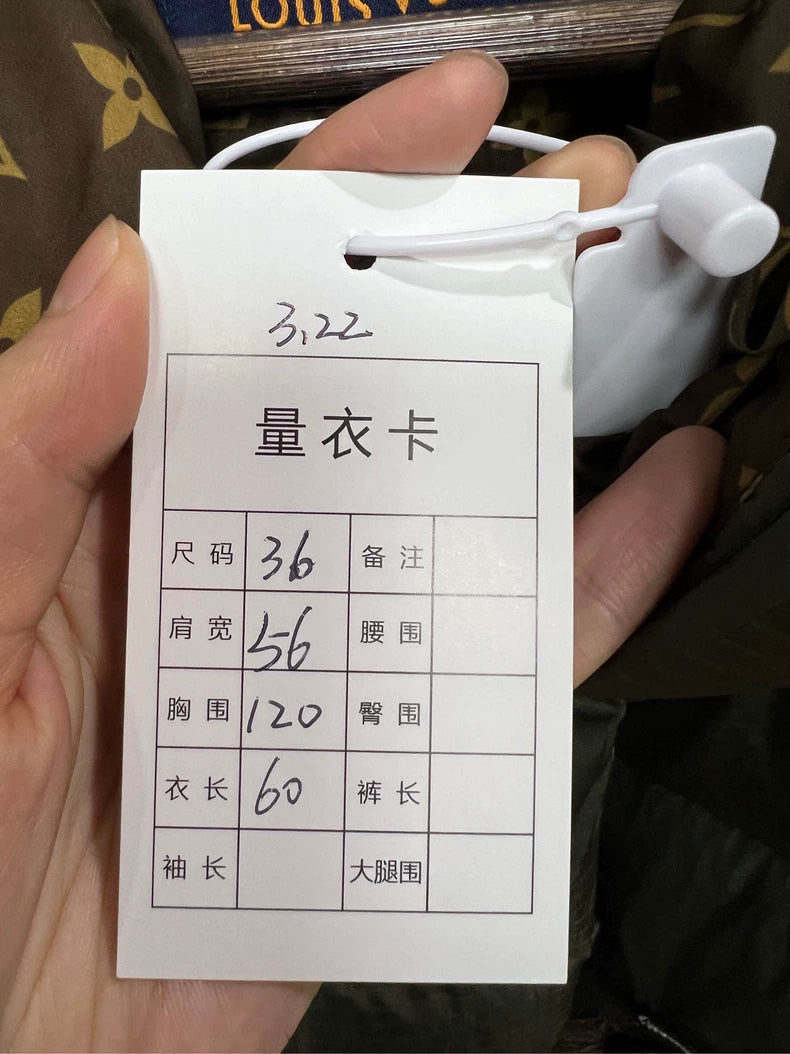 LOUIS
3.22
量衣卡
尺码 36 备注
肩宽 56 腰围
胸围 120 臀围
衣长 60 裤长
袖长 大腿围